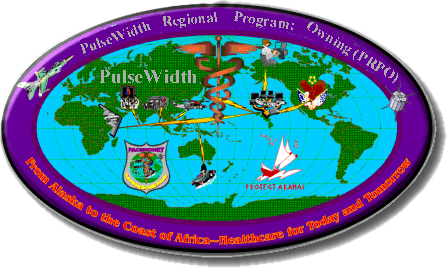 PulseWidth Regional Program: Owning (PRPO)
PulseWidth
PACMEDNET
PROJECT AKAMAI
From Alaska to the Coast of Africa--Healthcare for Today and Tomorrow